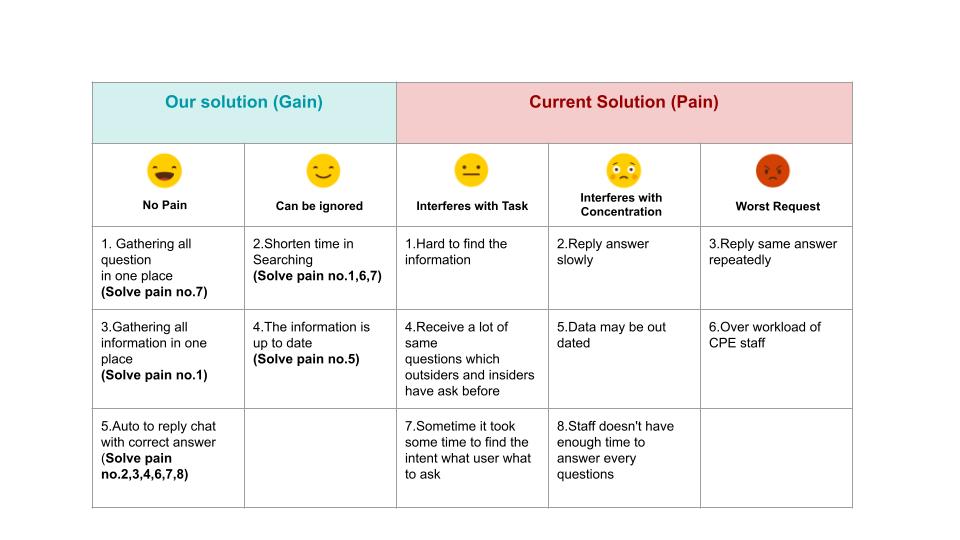 Our solution (Gain)
Current Solution (Pain)
No Pain
Can be ignored
Interferes with Task
Interferes with
Concentration
Worst Request
1. Gathering all
question
in one place
(Solve pain no.7)
2.Shorten time in
Searching
(Solve pain no.1,6,7)
1.Hard to find the
information
2.Reply answer
slowly
3.Reply same answer
repeatedly
3.Gathering all
information in one
place
(Solve pain no.1)
4.The information is
up to date
(Solve pain no.5)
4.Receive a lot of
same
questions which
outsiders and insiders
have ask before
5.Data may be out
dated
6.Over workload of
CPE staff
5.Auto to reply chat
with correct answer
(Solve pain
no.2,3,4,6,7,8)
7.Sometime it took
some time to find the
intent what user what
to ask
8.Staff doesn't have
enough time to
answer every
questions